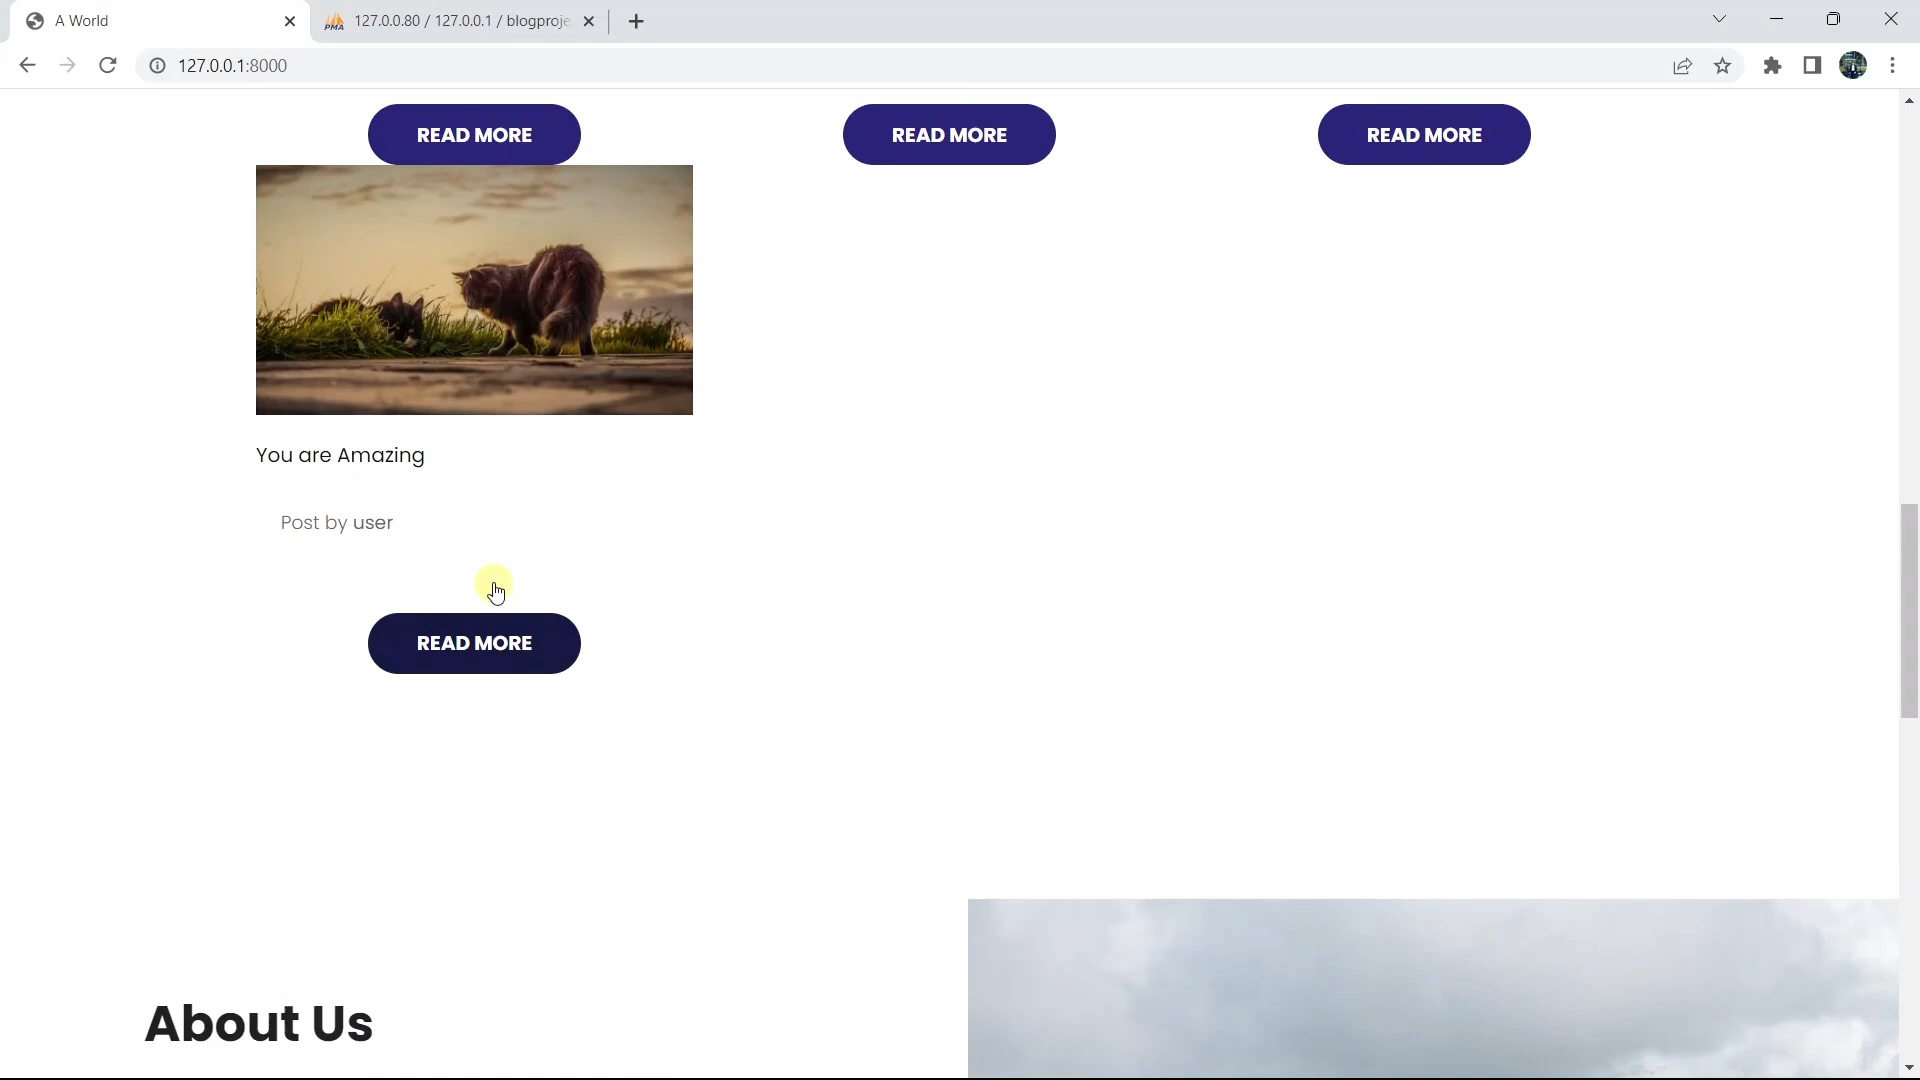 A World
PMA 127.0.0.80 / 127.0.0.1 / blogproje
127.0.0.1:8000
READ MORE READ MORE READ MORE
You are Amazing
Post by user
READ MORE
About Us